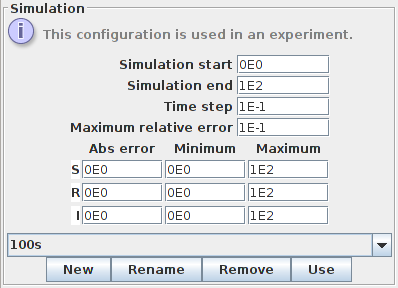 Simulation
i This configuration is used in an experiment.
Simulation start 0E0
Simulation end 1E2
Time step 1E-1
Maximum relative error 1E-1
Abs error Minimum Maximum
S 0E0 0E0 1E2
R 0E0 0E0 1E2
I 0E0 0E0 1E2
100s
New Rename Remove Use